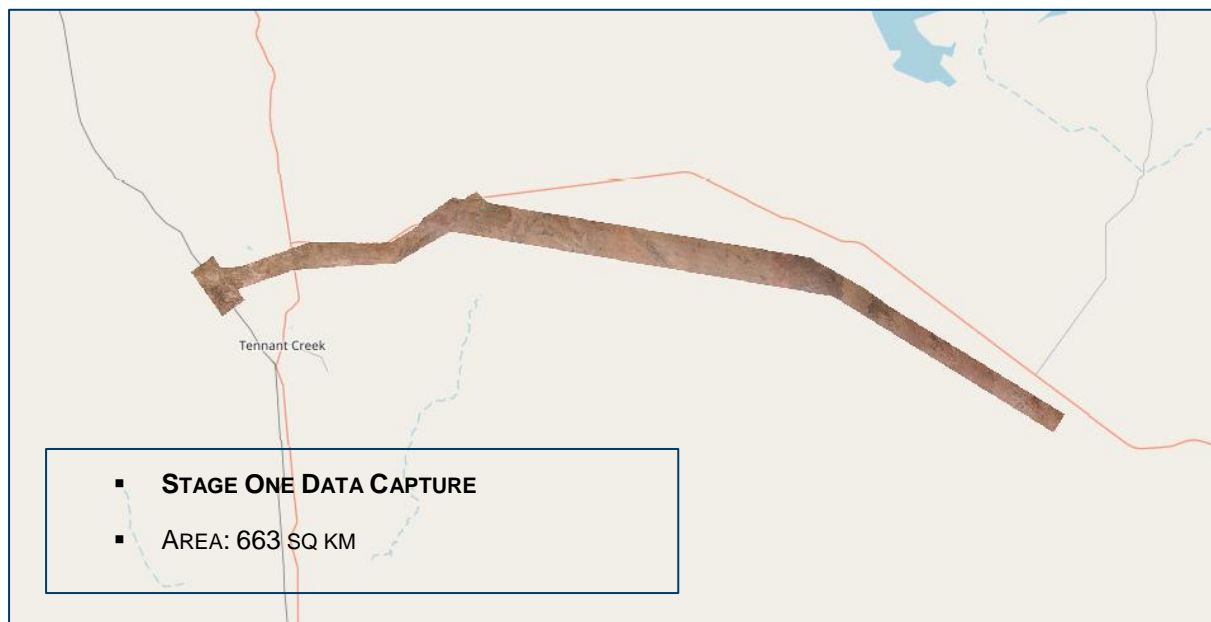 Tennant Creek
▪ STAGE ONE DATA CAPTURE
▪ AREA: 663 SQ KM